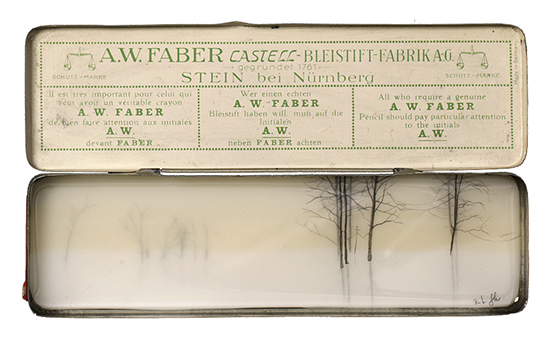 A.W. FABER CASTELL-BLEISTIFT-FABRIK A-G.
gegründet 1761
SCHUTZ-MARKE
STEIN bei Nürnberg
SCHUTZ-MARKE
Il est très important pour celui qui
veut avoir un véritable crayon
A. W. FABER
de bien faire attention aux initiales
A. W.
devant FABER
Wer einen echten
A. W.-FABER
Bleistift haben will, muß auf die
Initialen
A. W.
neben FABER achten.
All who require a genuine
A. W. FABER
Pencil should pay particular attention
to the initials
A. W.